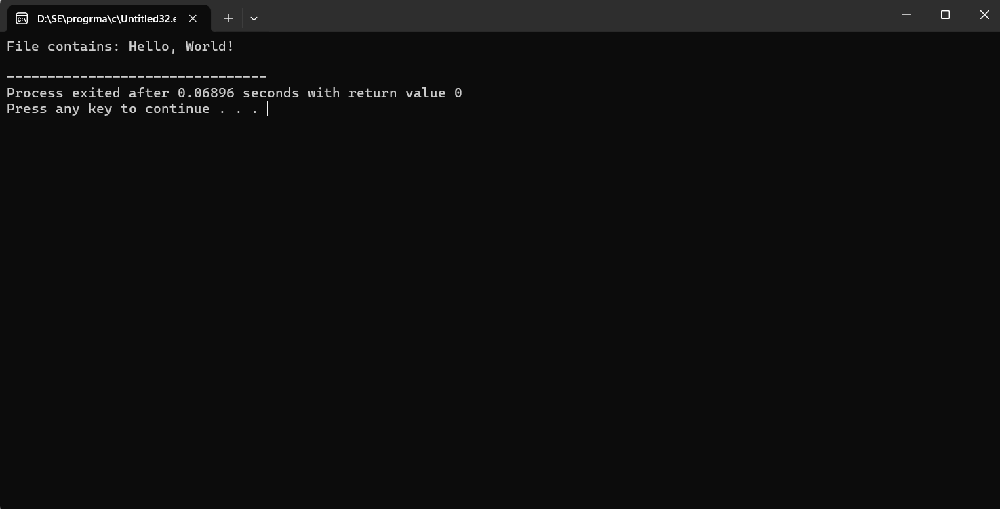 D:\SE\progrma\c\Untitled32.e
File contains: Hello, World!
--------------------------------
Process exited after 0.06896 seconds with return value 0
Press any key to continue . . .